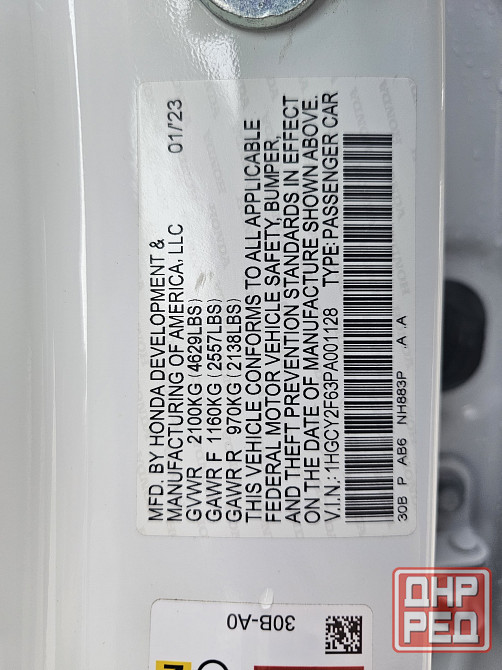 MFD. BY HONDA DEVELOPMENT &
MANUFACTURING OF AMERICA, LLC 01/'23
GVWR 2100KG (4629LBS)
GAWR F 1160KG (2557LBS)
GAWR R 970KG (2138LBS)
THIS VEHICLE CONFORMS TO ALL APPLICABLE
FEDERAL MOTOR VEHICLE SAFETY, BUMPER,
AND THEFT PREVENTION STANDARDS IN EFFECT
ON THE DATE OF MANUFACTURE SHOWN ABOVE.
V.I.N.: 1HGCY2F63PA001128 TYPE: PASSENGER CAR
30B P AB6 NH883P .A .A
30B-A0
ДНР
РЕД